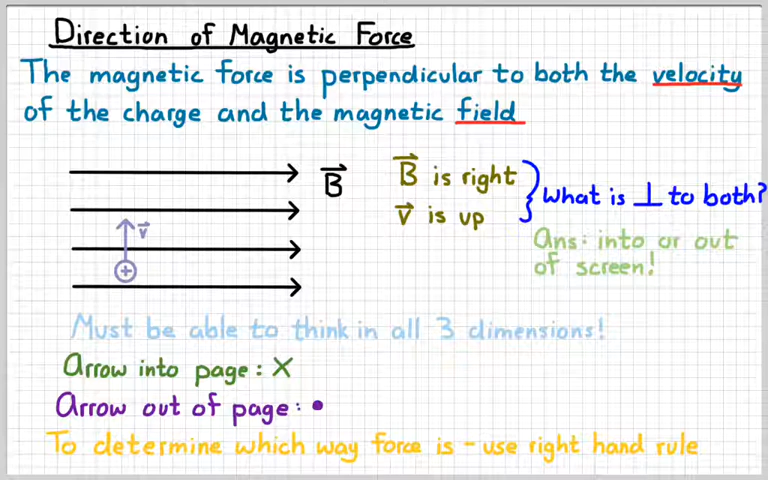 Direction of Magnetic Force
The magnetic force is perpendicular to both the velocity
of the charge and the magnetic field
B
B is right
v is up
What is ⊥ to both?
Ans: into or out
of screen!
v
+
Must be able to think in all 3 dimensions!
Arrow into page: X
Arrow out of page: •
To determine which way force is - use right hand rule